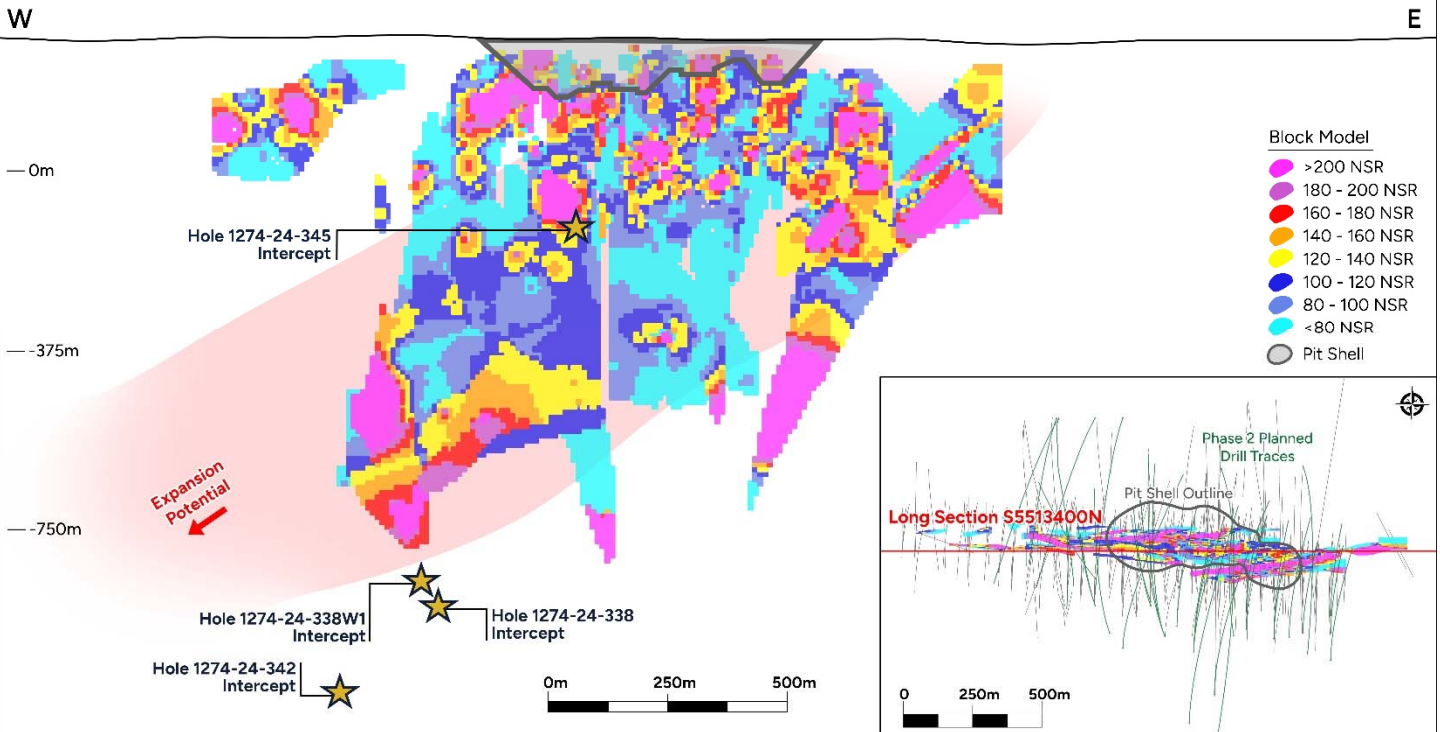 W
E
0m
-375m
-750m
Hole 1274-24-345
Intercept
Expansion
Potential
Hole 1274-24-338W1
Intercept
Hole 1274-24-338
Intercept
Hole 1274-24-342
Intercept
0m
250m
500m
Block Model
>200 NSR
180 - 200 NSR
160 - 180 NSR
140 - 160 NSR
120 - 140 NSR
100 - 120 NSR
80 - 100 NSR
<80 NSR
Pit Shell
Phase 2 Planned
Drill Traces
Pit Shell Outline
Long Section S5513400N
0
250m
500m